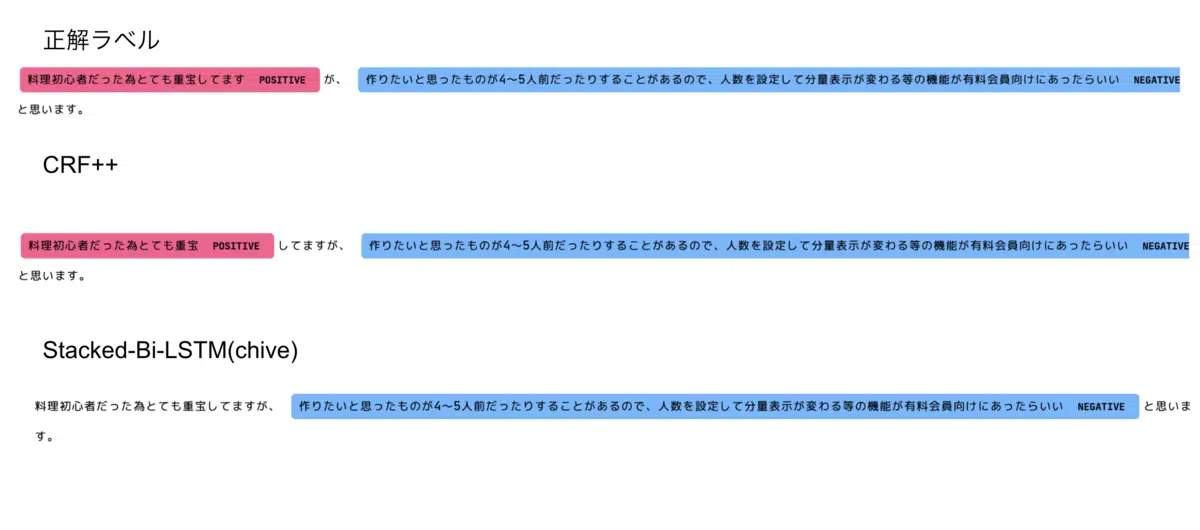 正解ラベル
料理初心者だった為とても重宝してます POSITIVE が、 作りたいと思ったものが4〜5人前だったりすることがあるので、人数を設定して分量表示が変わる等の機能が有料会員向けにあったらいい NEGATIVE
と思います。
CRF++
料理初心者だった為とても重宝 POSITIVE してますが、 作りたいと思ったものが4〜5人前だったりすることがあるので、人数を設定して分量表示が変わる等の機能が有料会員向けにあったらいい NEGATIVE
と思います。
Stacked-Bi-LSTM(chive)
料理初心者だった為とても重宝してますが、 作りたいと思ったものが4〜5人前だったりすることがあるので、人数を設定して分量表示が変わる等の機能が有料会員向けにあったらいい NEGATIVE と思いま
す。